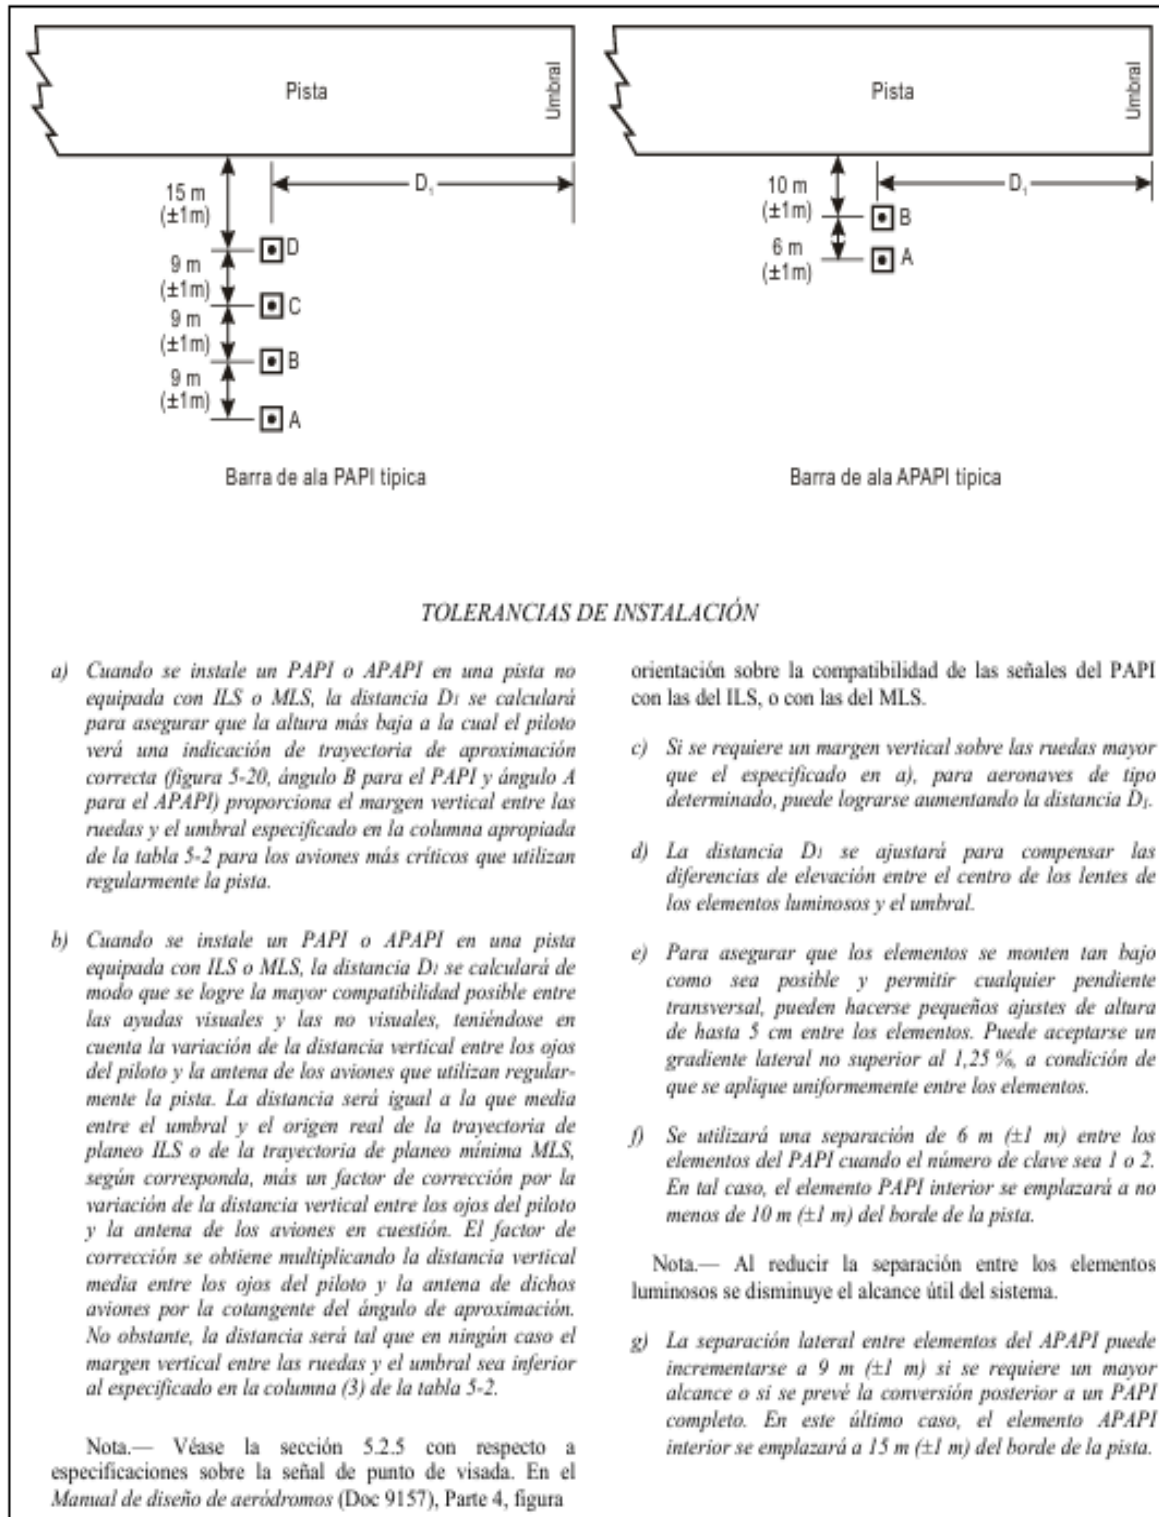 Pista
Umbral
15 m
(±1m)
D₁
D
9 m
(±1m)
C
9 m
(±1m)
B
9 m
(±1m)
A
Barra de ala PAPI típica
Pista
Umbral
10 m
(±1m)
D₁
B
6 m
(±1m)
A
Barra de ala APAPI típica
TOLERANCIAS DE INSTALACIÓN
a) Cuando se instale un PAPI o APAPI en una pista no
equipada con ILS o MLS, la distancia D₁ se calculará
para asegurar que la altura más baja a la cual el piloto
verá una indicación de trayectoria de aproximación
correcta (figura 5-20, ángulo B para el PAPI y ángulo A
para el APAPI) proporciona el margen vertical entre las
ruedas y el umbral especificado en la columna apropiada
de la tabla 5-2 para los aviones más críticos que utilizan
regularmente la pista.
b) Cuando se instale un PAPI o APAPI en una pista
equipada con ILS o MLS, la distancia D₁ se calculará de
modo que se logre la mayor compatibilidad posible entre
las ayudas visuales y las no visuales, teniéndose en
cuenta la variación de la distancia vertical entre los ojos
del piloto y la antena de los aviones que utilizan regular-
mente la pista. La distancia será igual a la que media
entre el umbral y el origen real de la trayectoria de
planeo ILS o de la trayectoria de planeo mínima MLS,
según corresponda, más un factor de corrección por la
variación de la distancia vertical entre los ojos del piloto
y la antena de los aviones en cuestión. El factor de
corrección se obtiene multiplicando la distancia vertical
media entre los ojos del piloto y la antena de dichos
aviones por la cotangente del ángulo de aproximación.
No obstante, la distancia será tal que en ningún caso el
margen vertical entre las ruedas y el umbral sea inferior
al especificado en la columna (3) de la tabla 5-2.
Nota.— Véase la sección 5.2.5 con respecto a
especificaciones sobre la señal de punto de visada. En el
Manual de diseño de aeródromos (Doc 9157), Parte 4, figura
orientación sobre la compatibilidad de las señales del PAPI
con las del ILS, o con las del MLS.
c) Si se requiere un margen vertical sobre las ruedas mayor
que el especificado en a), para aeronaves de tipo
determinado, puede lograrse aumentando la distancia D₁.
d) La distancia D₁ se ajustará para compensar las
diferencias de elevación entre el centro de los lentes de
los elementos luminosos y el umbral.
e) Para asegurar que los elementos se monten tan bajo
como sea posible y permitir cualquier pendiente
transversal, pueden hacerse pequeños ajustes de altura
de hasta 5 cm entre los elementos. Puede aceptarse un
gradiente lateral no superior al 1,25 %, a condición de
que se aplique uniformemente entre los elementos.
f) Se utilizará una separación de 6 m (±1 m) entre los
elementos del PAPI cuando el número de clave sea 1 o 2.
En tal caso, el elemento PAPI interior se emplazará a no
menos de 10 m (±1 m) del borde de la pista.
Nota.— Al reducir la separación entre los elementos
luminosos se disminuye el alcance útil del sistema.
g) La separación lateral entre elementos del APAPI puede
incrementarse a 9 m (±1 m) si se requiere un mayor
alcance o si se prevé la conversión posterior a un PAPI
completo. En este último caso, el elemento APAPI
interior se emplazará a 15 m (±1 m) del borde de la pista.